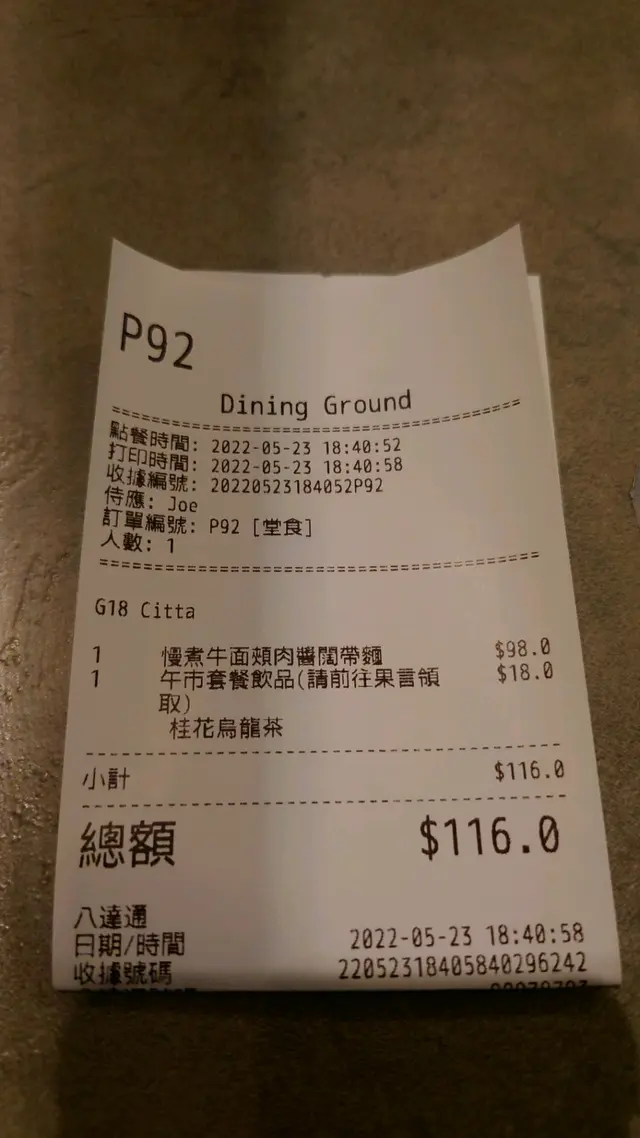 P92
Dining Ground
點餐時間: 2022-05-23 18:40:52
打印時間: 2022-05-23 18:40:58
收據編號: 20220523184052P92
侍應: Joe
訂單編號: P92 [堂食]
人數: 1
G18 Citta
1 慢煮牛面頰肉醬闊帶麵 $98.0
1 午市套餐飲品(請前往果言領 $18.0
取)
桂花烏龍茶
小計 $116.0
總額 $116.0
八達通
日期/時間 2022-05-23 18:40:58
收據號碼 22052318405840296242